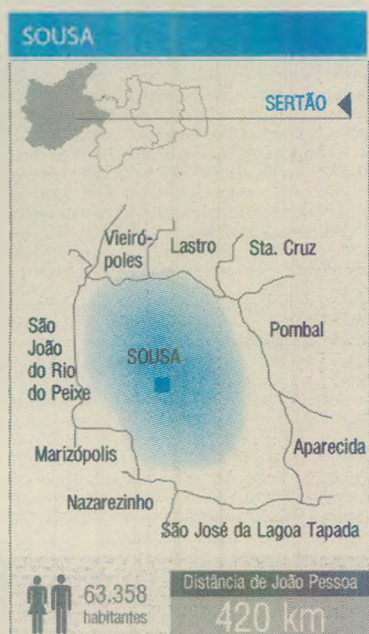 SOUSA
SERTÃO
Vieiró-
poles
Lastro
Sta. Cruz
São
João
do Rio
do Peixe
SOUSA
Pombal
Marizópolis
Aparecida
Nazarezinho
São José da Lagoa Tapada
63.358
habitantes
Distância de João Pessoa
420 km